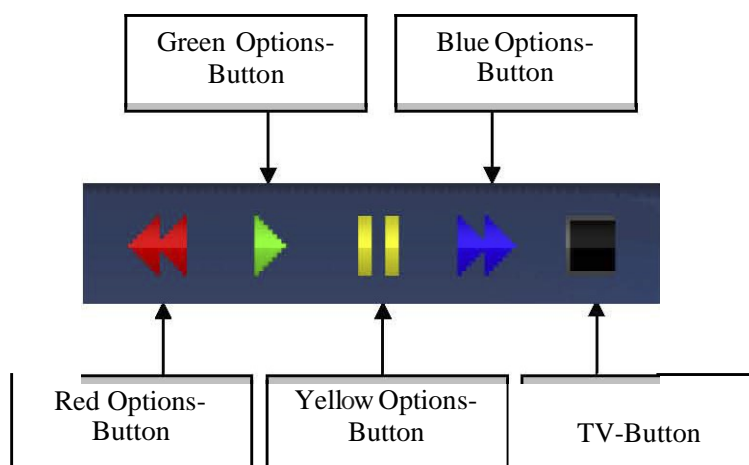 Green Options-
Button
Blue Options-
Button
Red Options-
Button
Yellow Options-
Button
TV-Button